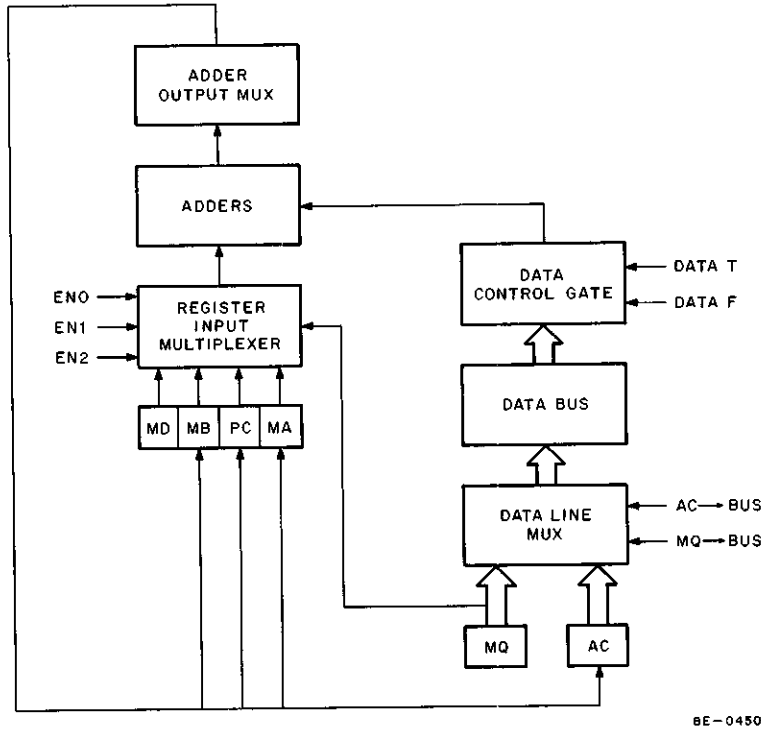 ADDER
OUTPUT MUX
ADDERS
DATA
CONTROL GATE
DATA T
DATA F
EN0
EN1
EN2
REGISTER
INPUT
MULTIPLEXER
MD MB PC MA
DATA BUS
DATA LINE
MUX
AC→BUS
MQ→BUS
MQ
AC
BE-0450